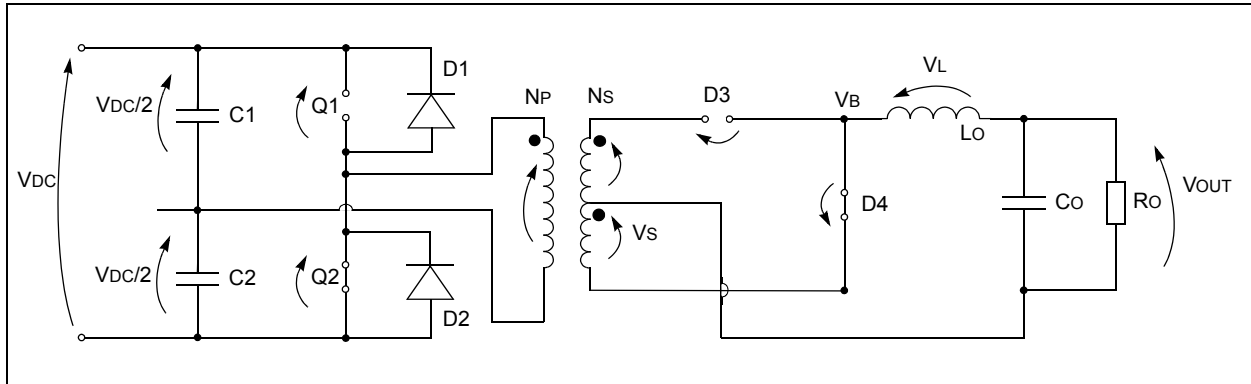 VDC
VDC/2
C1
Q1
D1
NP
NS
D3
VB
VL
LO
VDC/2
C2
Q2
D2
VS
D4
CO
RO
VOUT